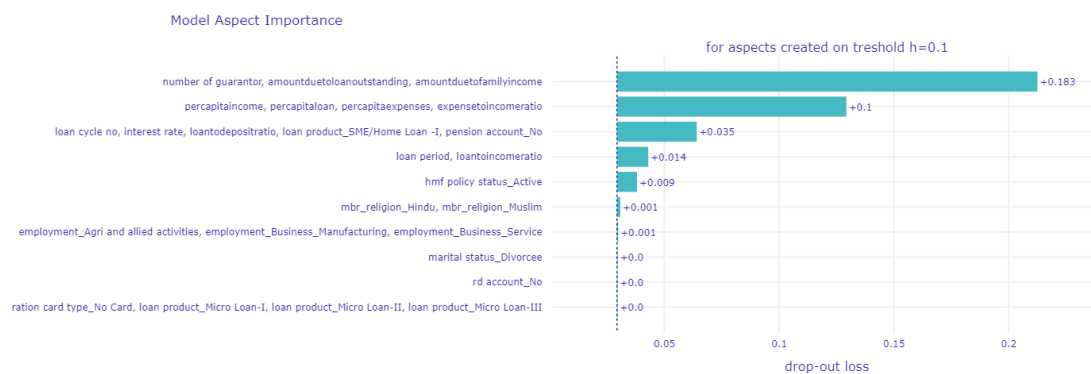 Model Aspect Importance
for aspects created on treshold h=0.1
number of guarantor, amountduetoloanoutstanding, amountduetofamilyincome
+0.183
percapitaincome, percapitaloan, percapitaexpenses, expensetoincomeratio
+0.1
loan cycle no, interest rate, loantodepositratio, loan product_SME/Home Loan -I, pension account_No
+0.035
loan period, loantoincomeratio
+0.014
hmf policy status_Active
+0.009
mbr_religion_Hindu, mbr_religion_Muslim
+0.001
employment_Agri and allied activities, employment_Business_Manufacturing, employment_Business_Service
+0.001
marital status_Divorcee
+0.0
rd account_No
+0.0
ration card type_No Card, loan product_Micro Loan-I, loan product_Micro Loan-II, loan product_Micro Loan-III
+0.0
0.05
0.1
0.15
0.2
drop-out loss